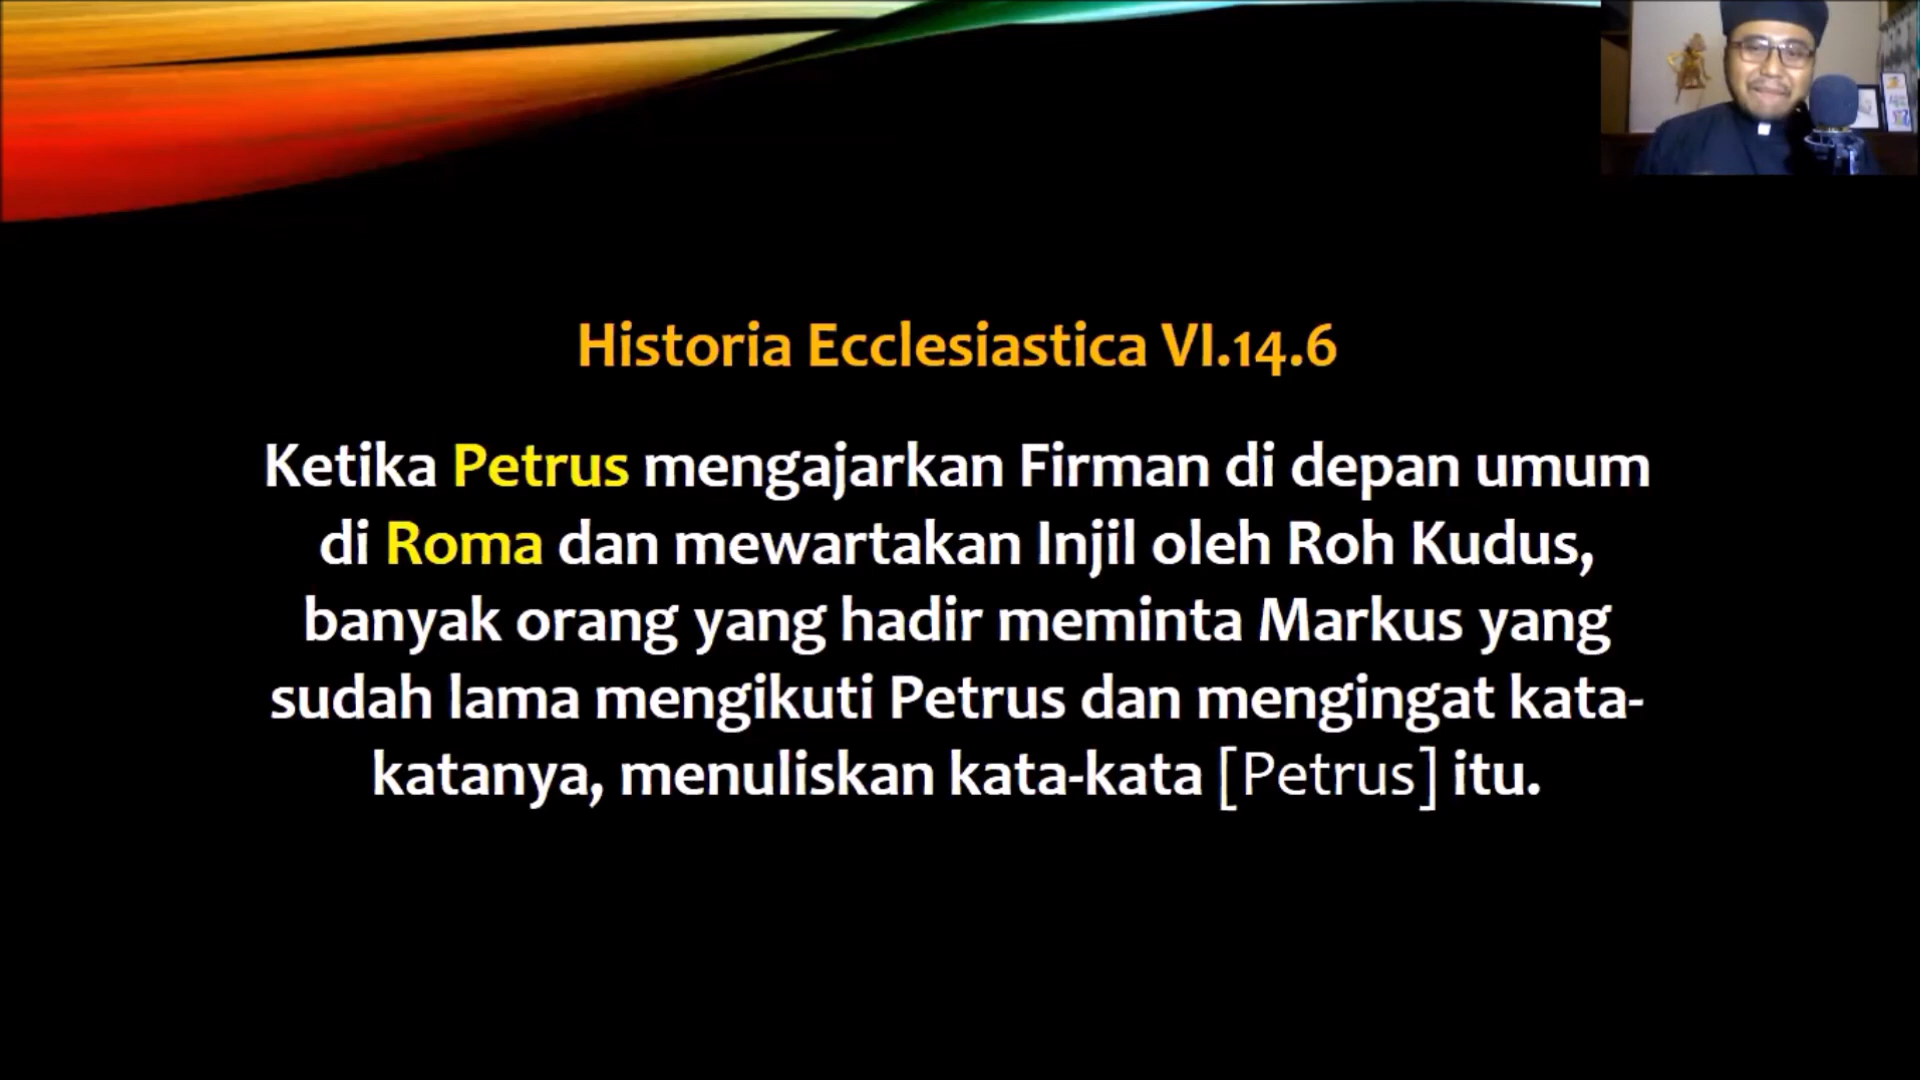 Historia Ecclesiastica VI.14.6
Ketika Petrus mengajarkan Firman di depan umum
di Roma dan mewartakan Injil oleh Roh Kudus,
banyak orang yang hadir meminta Markus yang
sudah lama mengikuti Petrus dan mengingat kata-
katanya, menuliskan kata-kata [Petrus] itu.